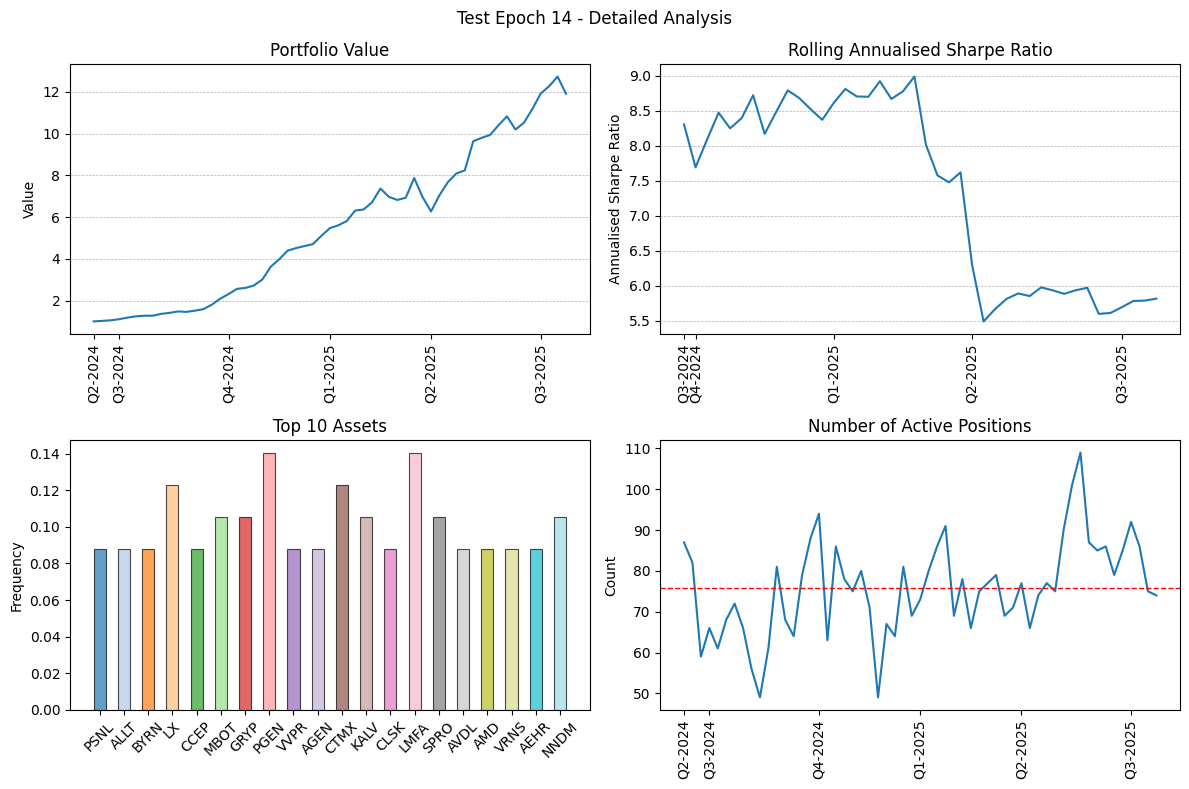 Test Epoch 14 - Detailed Analysis
Portfolio Value
Value
12
10
8
6
4
2
Q2-2024
Q3-2024
Q4-2024
Q1-2025
Q2-2025
Q3-2025
Rolling Annualised Sharpe Ratio
Annualised Sharpe Ratio
9.0
8.5
8.0
7.5
7.0
6.5
6.0
5.5
Q3-2024
Q4-2024
Q1-2025
Q2-2025
Q3-2025
Top 10 Assets
Frequency
0.14
0.12
0.10
0.08
0.06
0.04
0.02
0.00
PSNL
ALLT
BYRN
LX
CCEP
MBOT
GRYP
PGEN
VVPR
AGEN
CTMX
KALV
CLSK
LMFA
SPRO
AVDL
AMD
VRNS
AEHR
NNDM
Number of Active Positions
Count
110
100
90
80
70
60
50
Q2-2024
Q3-2024
Q4-2024
Q1-2025
Q2-2025
Q3-2025